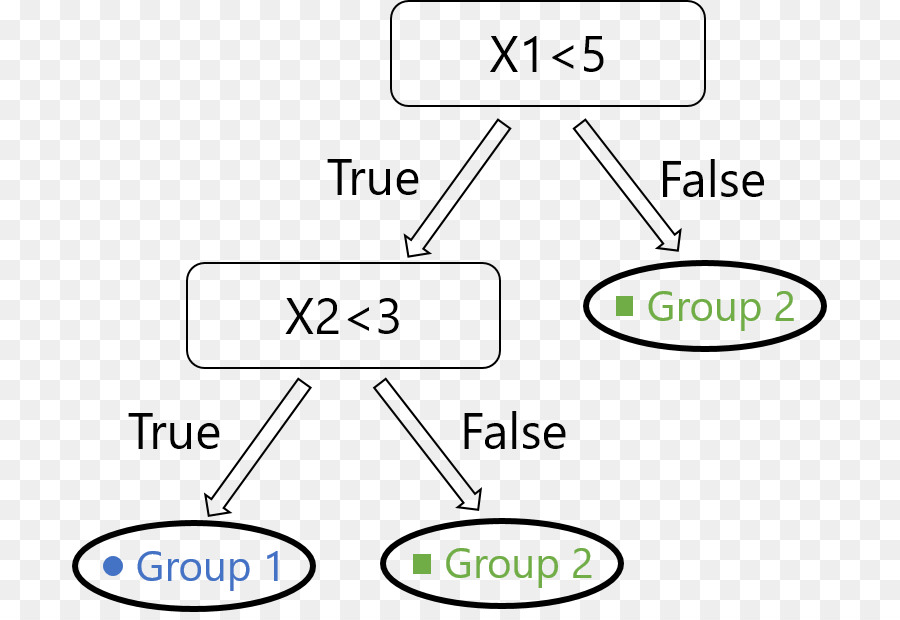 X1<5
True
False
X2<3
Group 2
True
False
Group 1
Group 2